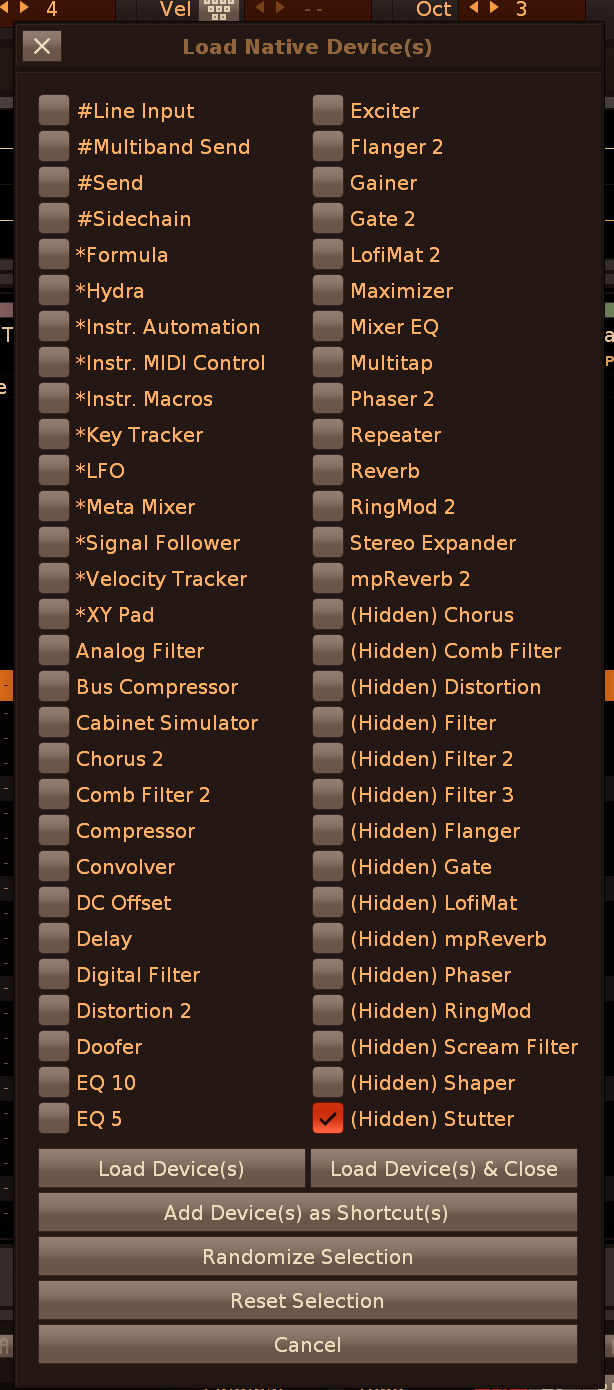 4 Vel -- Oct 3
Load Native Device(s)
#Line Input
#Multiband Send
#Send
#Sidechain
*Formula
*Hydra
*Instr. Automation
*Instr. MIDI Control
*Instr. Macros
*Key Tracker
*LFO
*Meta Mixer
*Signal Follower
*Velocity Tracker
*XY Pad
Analog Filter
Bus Compressor
Cabinet Simulator
Chorus 2
Comb Filter 2
Compressor
Convolver
DC Offset
Delay
Digital Filter
Distortion 2
Doofer
EQ 10
EQ 5
Exciter
Flanger 2
Gainer
Gate 2
LofiMat 2
Maximizer
Mixer EQ
Multitap
Phaser 2
Repeater
Reverb
RingMod 2
Stereo Expander
mpReverb 2
(Hidden) Chorus
(Hidden) Comb Filter
(Hidden) Distortion
(Hidden) Filter
(Hidden) Filter 2
(Hidden) Filter 3
(Hidden) Flanger
(Hidden) Gate
(Hidden) LofiMat
(Hidden) mpReverb
(Hidden) Phaser
(Hidden) RingMod
(Hidden) Scream Filter
(Hidden) Shaper
(Hidden) Stutter
Load Device(s)
Load Device(s) & Close
Add Device(s) as Shortcut(s)
Randomize Selection
Reset Selection
Cancel